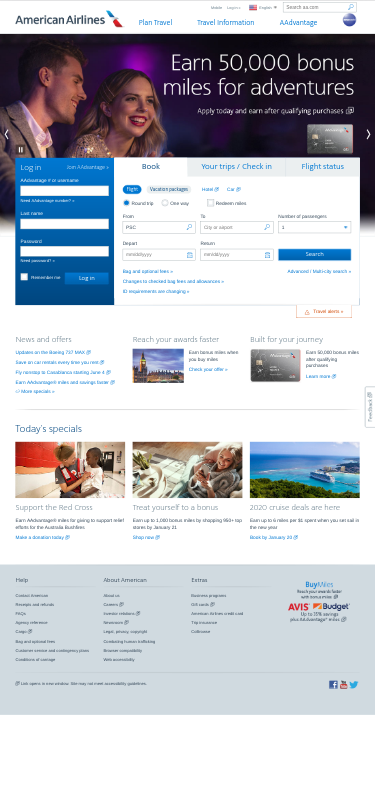 Mobile
Log in »
English
Search aa.com
American Airlines
Plan Travel
Travel Information
AAdvantage
Earn 50,000 bonus
miles for adventures
Apply today and earn after qualifying purchases
Log in
Join AAdvantage »
AAdvantage # or username
Need AAdvantage number? »
Last name
Password
Need password? »
Remember me
Log in
Book
Your trips / Check in
Flight status
Flight
Vacation packages
Hotel
Car
Round trip
One way
Redeem miles
From
To
Number of passengers
PSC
City or airport
1
Depart
Return
mm/dd/yyyy
mm/dd/yyyy
Search
Bag and optional fees »
Advanced / Multi-city search »
Changes to checked bag fees and allowances »
ID requirements are changing »
Travel alerts »
Feedback
News and offers
Updates on the Boeing 737 MAX
Save on car rentals every time you rent
Fly nonstop to Casablanca starting June 4
Earn AAdvantage® miles and savings faster
More specials »
Reach your awards faster
Earn bonus miles when
you buy miles
Check your offer »
Built for your journey
Earn 50,000 bonus miles
after qualifying
purchases
Learn more
Today's specials
Support the Red Cross
Earn AAdvantage® miles for giving to support relief
efforts for the Australia Bushfires
Make a donation today
Treat yourself to a bonus
Earn up to 1,000 bonus miles by shopping 950+ top
stores by January 21
Shop now
2020 cruise deals are here
Earn up to 6 miles per $1 spent when you set sail in
the new year
Book by January 23
Help
Contact American
Receipts and refunds
FAQs
Agency reference
Cargo
Bag and optional fees
Customer service and contingency plans
Conditions of carriage
About American
About us
Careers
Investor relations
Newsroom
Legal, privacy, copyright
Combating human trafficking
Browser compatibility
Web accessibility
Extras
Business programs
Gift cards
American Airlines credit card
Trip insurance
Cobrowse
BuyMiles
Reach your awards faster
with bonus miles
AVIS Budget
Up to 35% savings
plus AAdvantage® miles
Link opens in new window. Site may not meet accessibility guidelines.